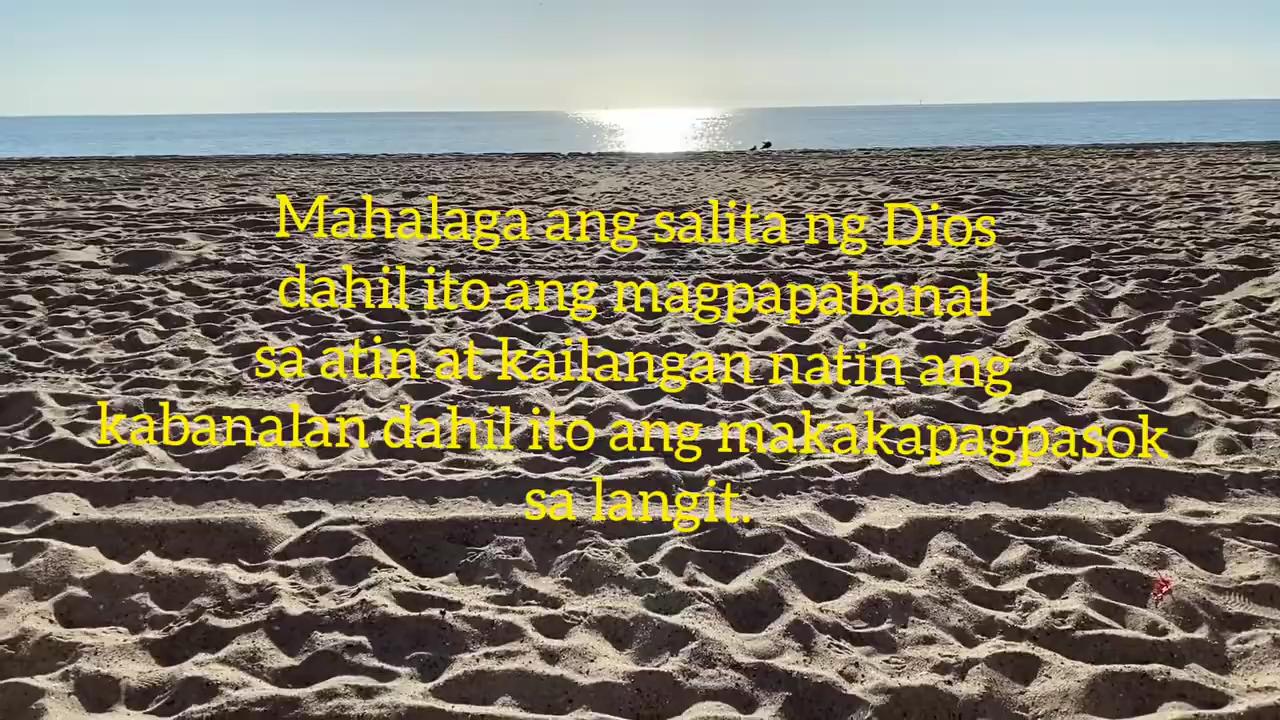 Mahalaga ang salita ng Dios
dahil ito ang magpapabanal
sa atin at kailangan natin ang
kabanalan dahil ito ang makakapagpasok
sa langit.